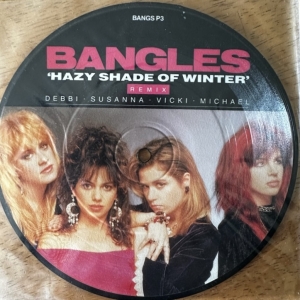 BANGS P3
BANGLES
'HAZY SHADE OF WINTER'
REMIX
DEBBI · SUSANNA · VICKI · MICHAEL